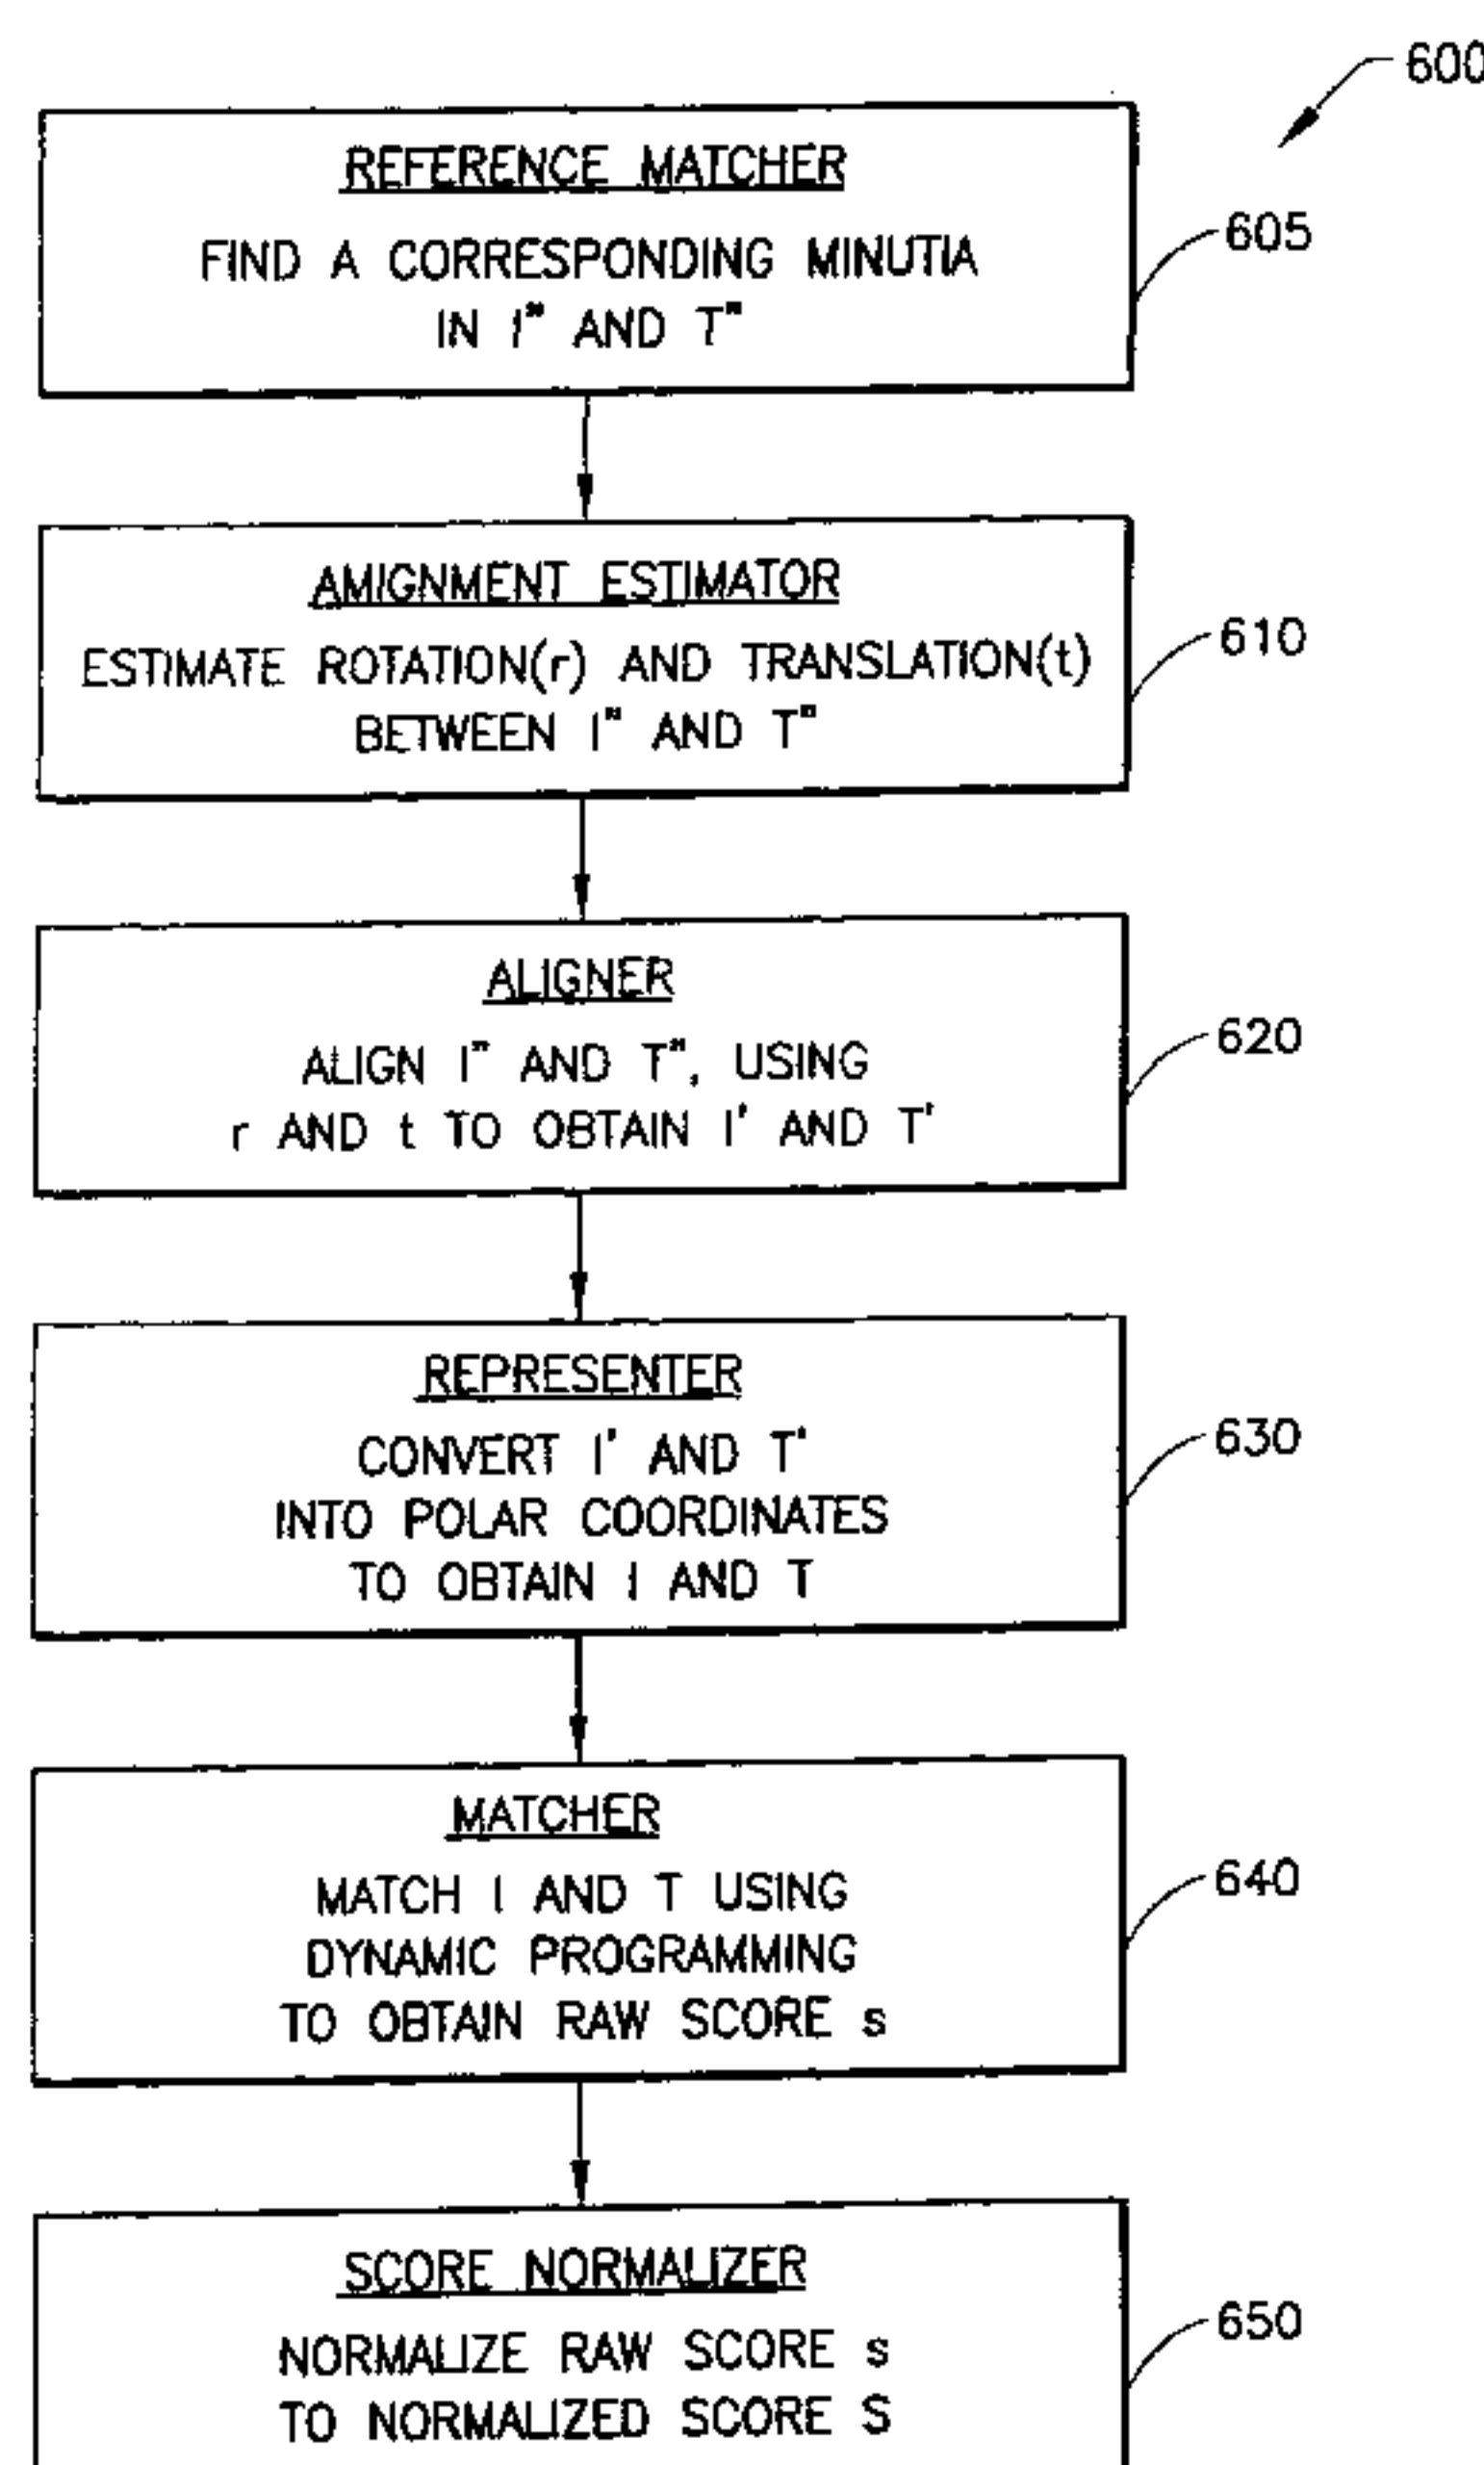 600
REFERENCE MATCHER
FIND A CORRESPONDING MINUTIA
IN I" AND T"
605
AMIGNMENT ESTIMATOR
ESTIMATE ROTATION(r) AND TRANSLATION(t)
BETWEEN I" AND T"
610
ALIGNER
ALIGN I" AND T", USING
r AND t TO OBTAIN I' AND T'
620
REPRESENTER
CONVERT I' AND T'
INTO POLAR COORDINATES
TO OBTAIN I AND T
630
MATCHER
MATCH I AND T USING
DYNAMIC PROGRAMMING
TO OBTAIN RAW SCORE s
640
SCORE NORMALIZER
NORMALIZE RAW SCORE s
TO NORMALIZED SCORE S
650